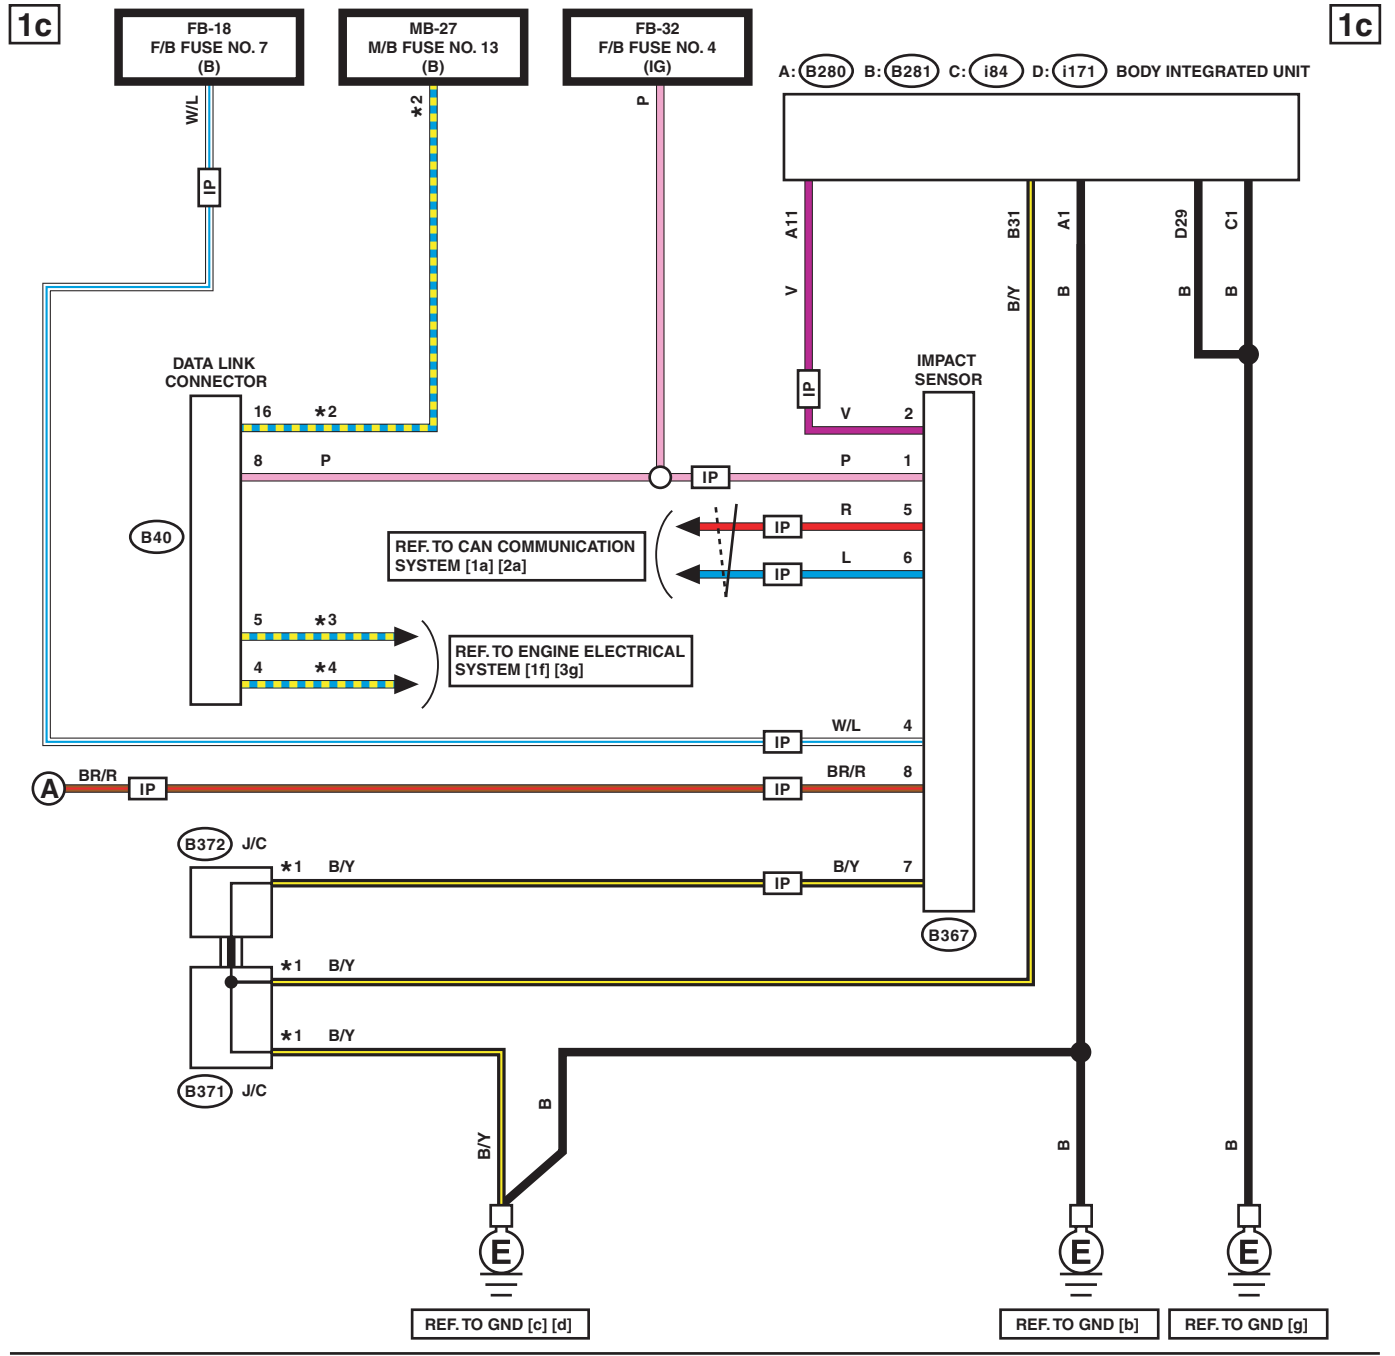 1c
1c
FB-18
F/B FUSE NO. 7
(B)
MB-27
M/B FUSE NO. 13
(B)
FB-32
F/B FUSE NO. 4
(IG)
A: B280 B: B281 C: i84 D: i171 BODY INTEGRATED UNIT
W/L
*2
P
IP
A11
B31
A1
D29
C1
V
B/Y
B
B
B
DATA LINK
CONNECTOR
IMPACT
SENSOR
IP
16 *2
V 2
8 P
IP
P 1
B40
REF. TO CAN COMMUNICATION
SYSTEM [1a] [2a]
IP
R 5
IP
L 6
5 *3
4 *4
REF. TO ENGINE ELECTRICAL
SYSTEM [1f] [3g]
IP
W/L 4
A
BR/R
IP
IP
BR/R 8
B372 J/C
*1 B/Y
IP
B/Y 7
B367
*1 B/Y
*1 B/Y
B371 J/C
B/Y
B
B
B
E
E
E
REF. TO GND [c] [d]
REF. TO GND [b]
REF. TO GND [g]